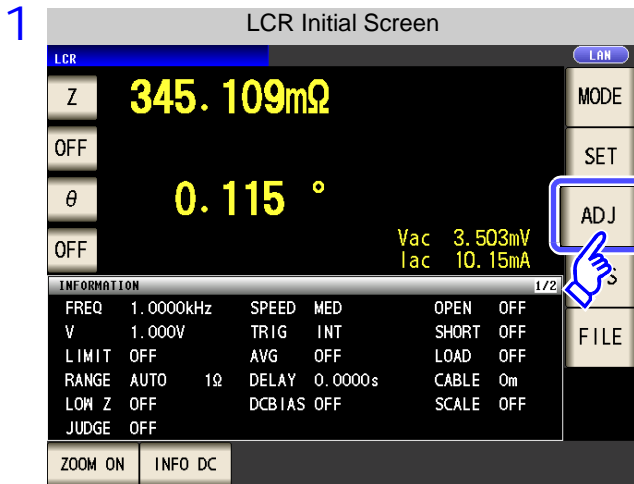 1
LCR Initial Screen
LCR
LAN
Z 345.109mΩ
MODE
OFF
SET
θ 0.115 °
ADJ
OFF
Vac 3.503mV
Iac 10.15mA
INFORMATION 1/2
FREQ 1.0000kHz SPEED MED OPEN OFF
V 1.000V TRIG INT SHORT OFF
FILE
LIMIT OFF AVG OFF LOAD OFF
RANGE AUTO 1Ω DELAY 0.0000s CABLE 0m
LOW Z OFF DCBIAS OFF SCALE OFF
JUDGE OFF
ZOOM ON INFO DC